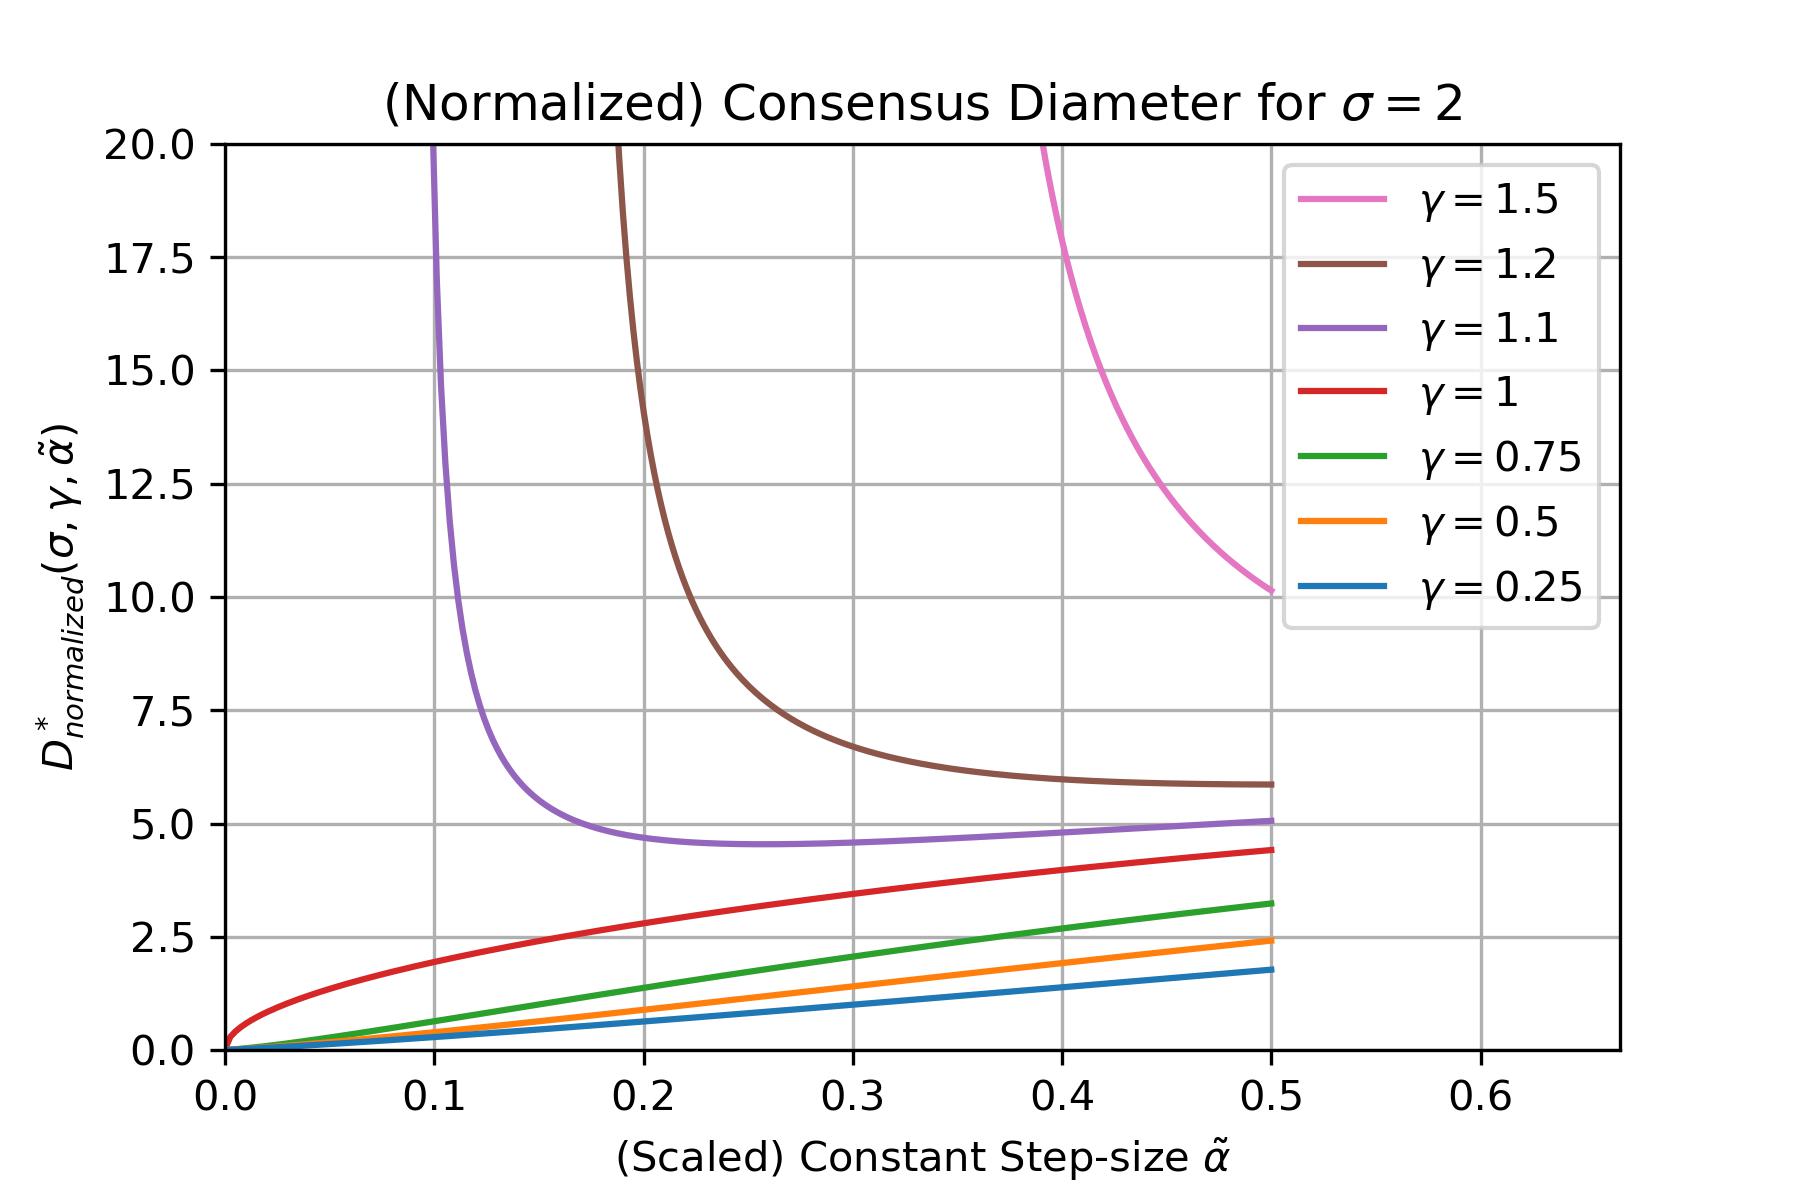 (Normalized) Consensus Diameter for σ = 2
20.0
17.5
15.0
12.5
10.0
7.5
5.0
2.5
0.0
D*normalized(σ, γ, α̃)
γ = 1.5
γ = 1.2
γ = 1.1
γ = 1
γ = 0.75
γ = 0.5
γ = 0.25
0.0 0.1 0.2 0.3 0.4 0.5 0.6
(Scaled) Constant Step-size α̃